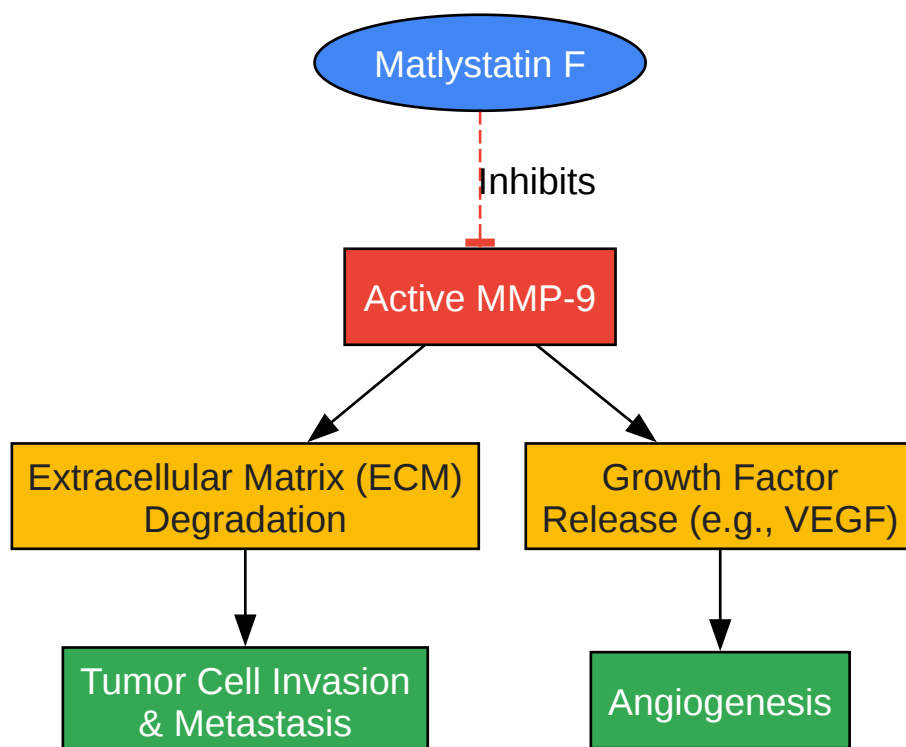 Matlystatin F
Inhibits
Active MMP-9
Extracellular Matrix (ECM)
Degradation
Growth Factor
Release (e.g., VEGF)
Tumor Cell Invasion
& Metastasis
Angiogenesis